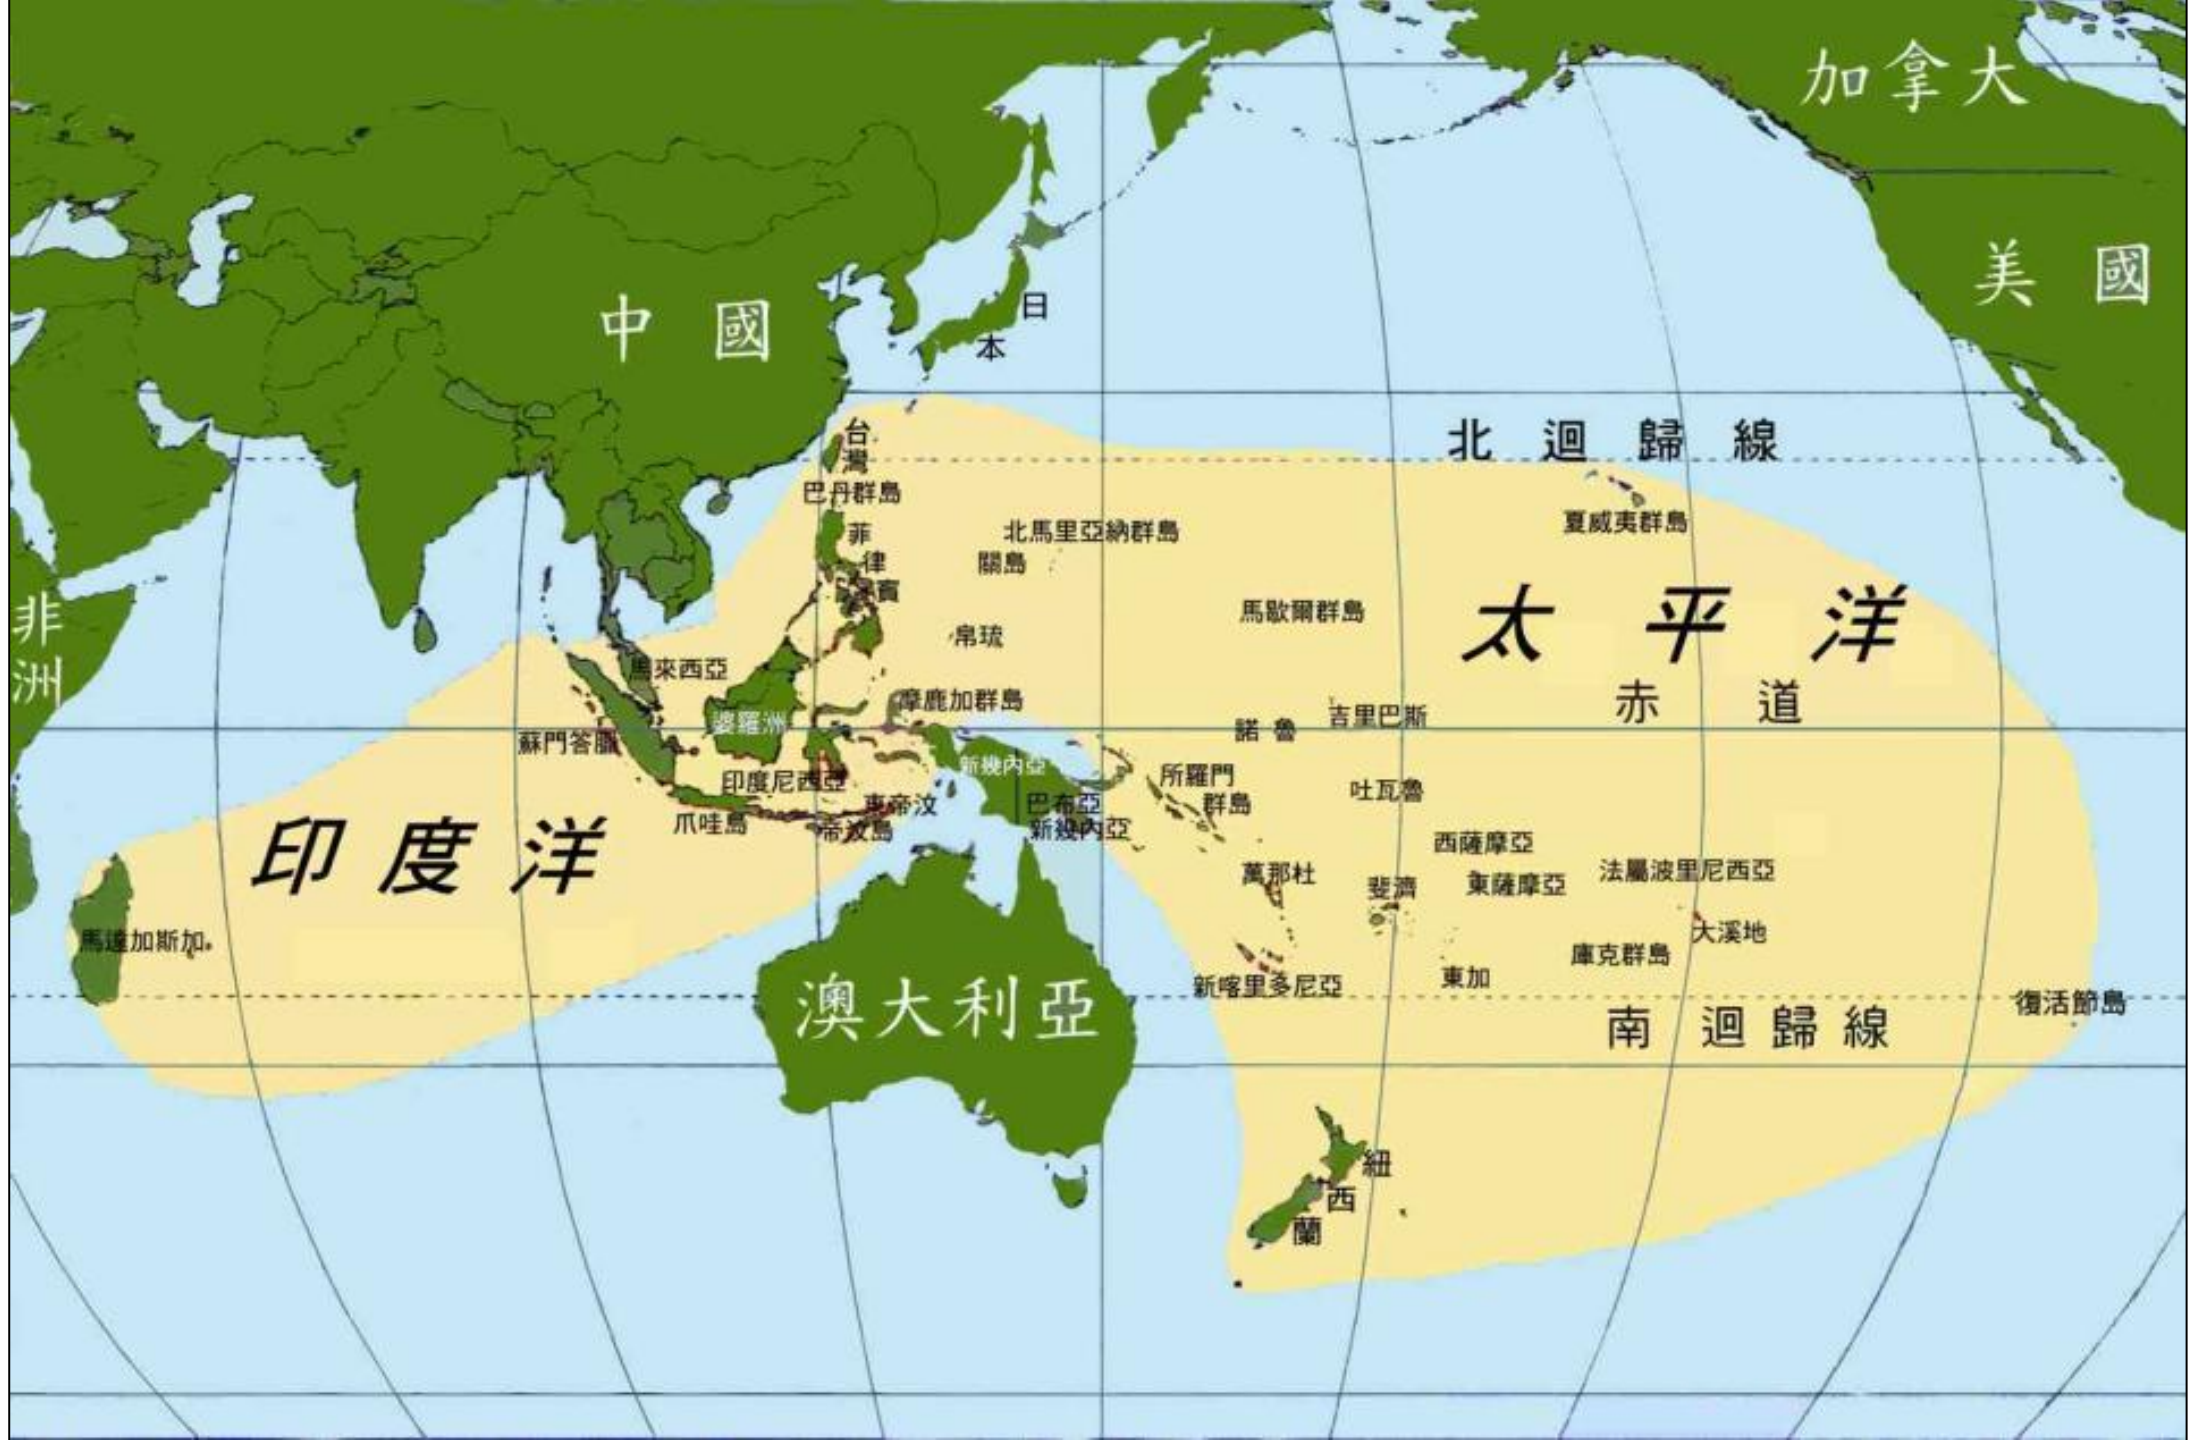 加拿大
美國
中國
日本
北迴歸線
台灣
巴丹群島
菲律賓
北馬里亞納群島
關島
夏威夷群島
非洲
馬歇爾群島
太平洋
帛琉
馬來西亞
摩鹿加群島
赤道
婆羅洲
諾魯
吉里巴斯
蘇門答臘
新幾內亞
印度尼西亞
所羅門
群島
吐瓦魯
東帝汶
巴布亞
新幾內亞
爪哇島
帝汶島
印度洋
西薩摩亞
萬那杜
斐濟
東薩摩亞
法屬波里尼西亞
馬達加斯加
大溪地
庫克群島
新喀里多尼亞
東加
澳大利亞
復活節島
南迴歸線
紐西蘭